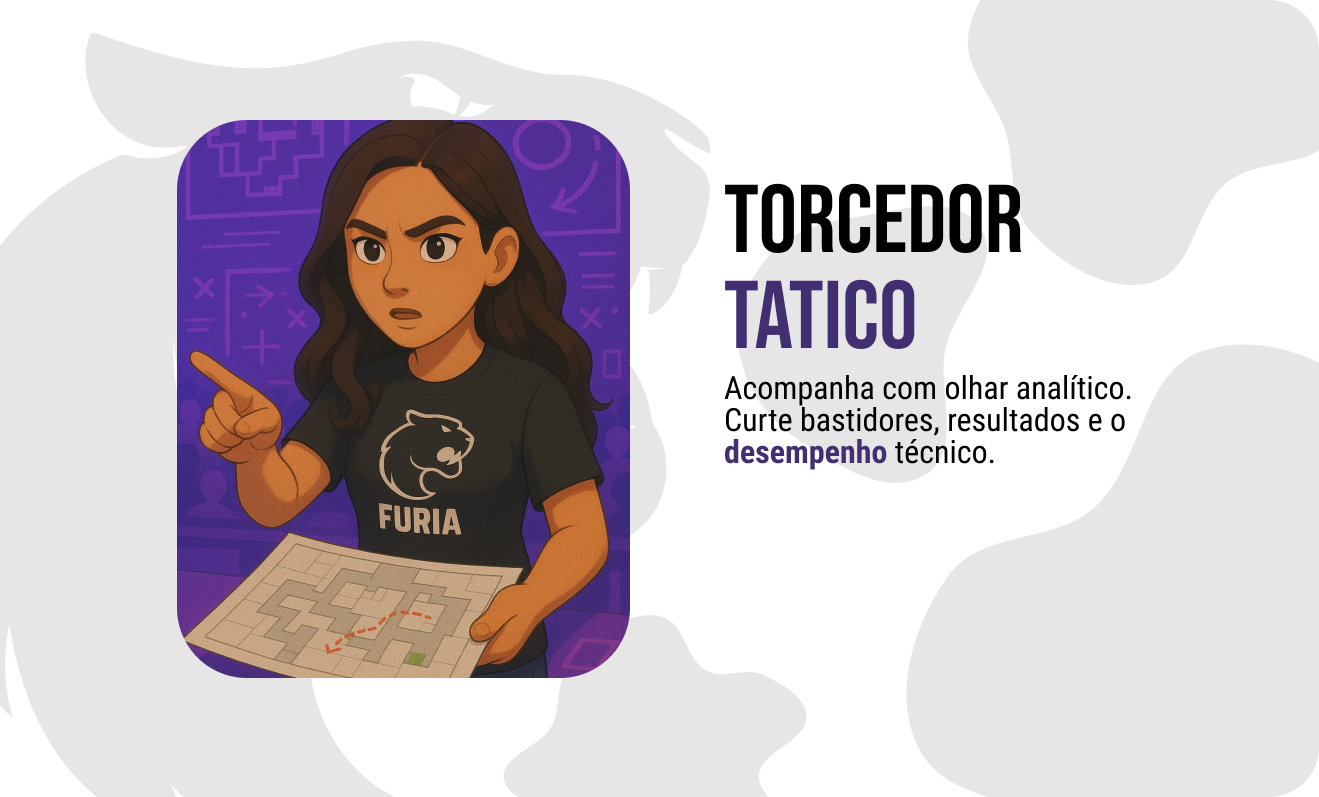 FURIA
TORCEDOR
TATICO
Acompanha com olhar analítico.
Curte bastidores, resultados e o
desempenho técnico.